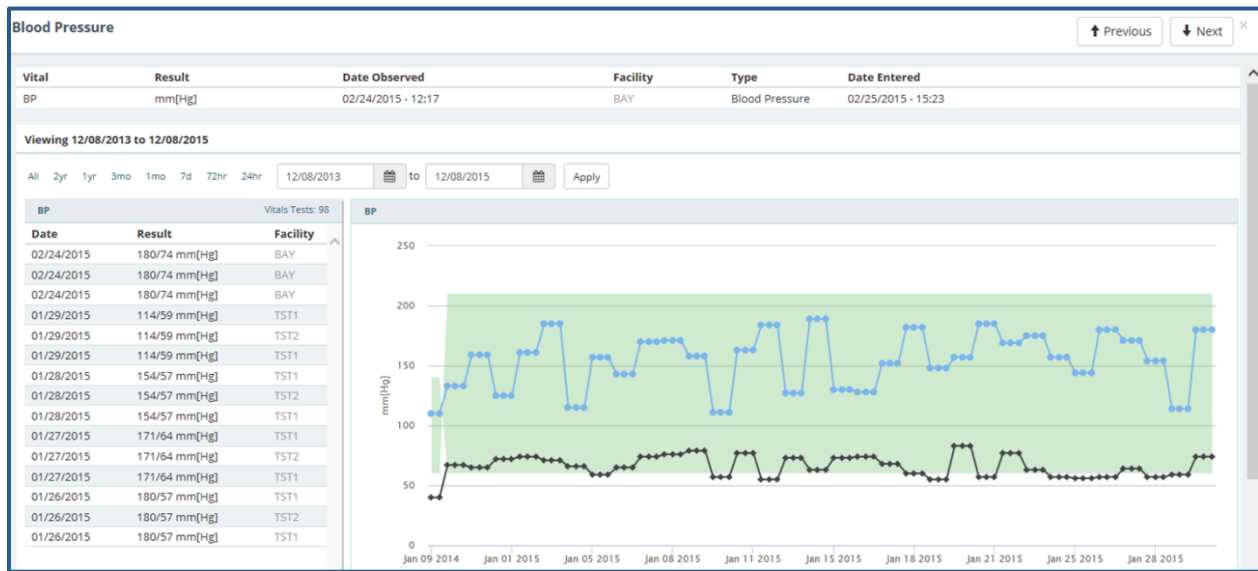 Blood Pressure
Previous Next ×
Vital Result Date Observed Facility Type Date Entered
BP mm[Hg] 02/24/2015 - 12:17 BAY Blood Pressure 02/25/2015 - 15:23
Viewing 12/08/2013 to 12/08/2015
All 2yr 1yr 3mo 1mo 7d 72hr 24hr 12/08/2013 to 12/08/2015 Apply
BP Vitals Tests: 98
Date Result Facility
02/24/2015 180/74 mm[Hg] BAY
02/24/2015 180/74 mm[Hg] BAY
02/24/2015 180/74 mm[Hg] BAY
01/29/2015 114/59 mm[Hg] TST1
01/29/2015 114/59 mm[Hg] TST2
01/29/2015 114/59 mm[Hg] TST1
01/28/2015 154/57 mm[Hg] TST1
01/28/2015 154/57 mm[Hg] TST2
01/28/2015 154/57 mm[Hg] TST1
01/27/2015 171/64 mm[Hg] TST1
01/27/2015 171/64 mm[Hg] TST2
01/27/2015 171/64 mm[Hg] TST1
01/26/2015 180/57 mm[Hg] TST1
01/26/2015 180/57 mm[Hg] TST2
01/26/2015 180/57 mm[Hg] TST1
BP
250
200
150
100
50
0
mm[Hg]
Jan 09 2014 Jan 01 2015 Jan 05 2015 Jan 08 2015 Jan 11 2015 Jan 15 2015 Jan 18 2015 Jan 21 2015 Jan 25 2015 Jan 28 2015